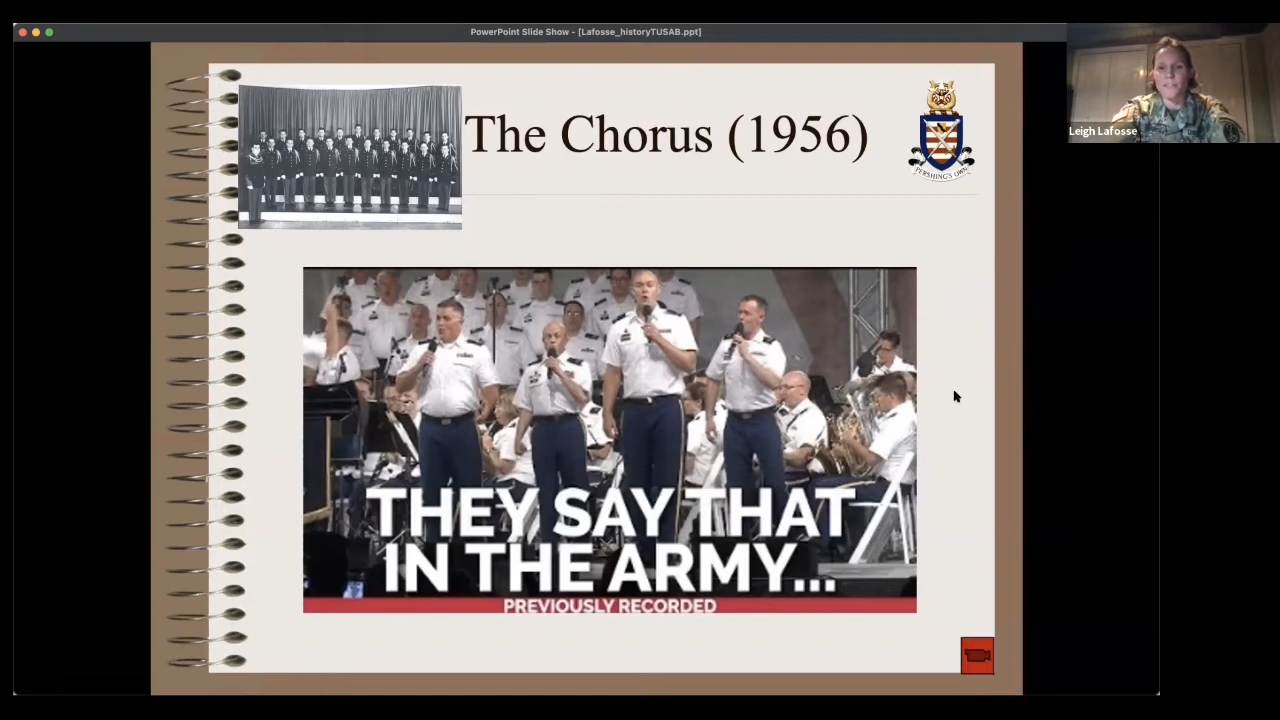 PowerPoint Slide Show - [Lafosse_historyTUSAB.ppt]
Leigh Lafosse
The Chorus (1956)
PERSHING'S OWN
THEY SAY THAT
IN THE ARMY...
PREVIOUSLY RECORDED